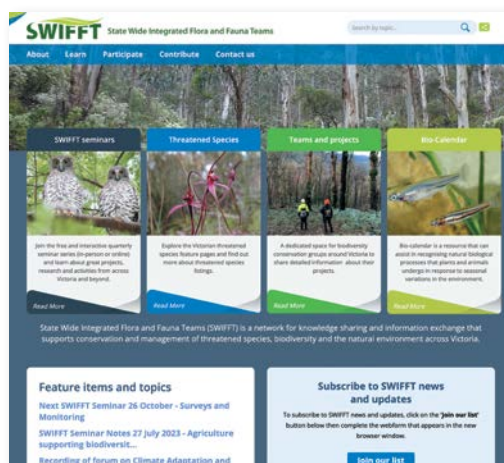 SWIFFT State Wide Integrated Flora and Fauna Teams
Search by topic...
About Learn Participate Contribute Contact us
SWIFFT seminars
Join the free and interactive quarterly
seminar series (in-person or online)
and learn about great projects,
research and activities from across
Victoria and beyond.
Read More
Threatened Species
Explore the Victorian threatened
species feature pages and find out
more about threatened species
listings.
Read More
Teams and projects
A dedicated space for biodiversity
conservation groups around Victoria to
share detailed information about their
projects.
Read More
Bio-Calendar
Bio-calendar is a resource that can
assist in recognising natural biological
processes that plants and animals
undergo in response to seasonal
variations in the environment.
Read More
State Wide Integrated Flora and Fauna Teams (SWIFFT) is a network for knowledge sharing and information exchange that
supports conservation and management of threatened species, biodiversity and the natural environment across Victoria.
Feature items and topics
Next SWIFFT Seminar 26 October - Surveys and
Monitoring
SWIFFT Seminar Notes 27 July 2023 - Agriculture
supporting biodiversit...
Recording of forum on Climate Adaptation and
Subscribe to SWIFFT news
and updates
To subscribe to SWIFFT news and updates, click on the 'Join our list'
button below then complete the webform that appears in the new
browser window.
Join our list